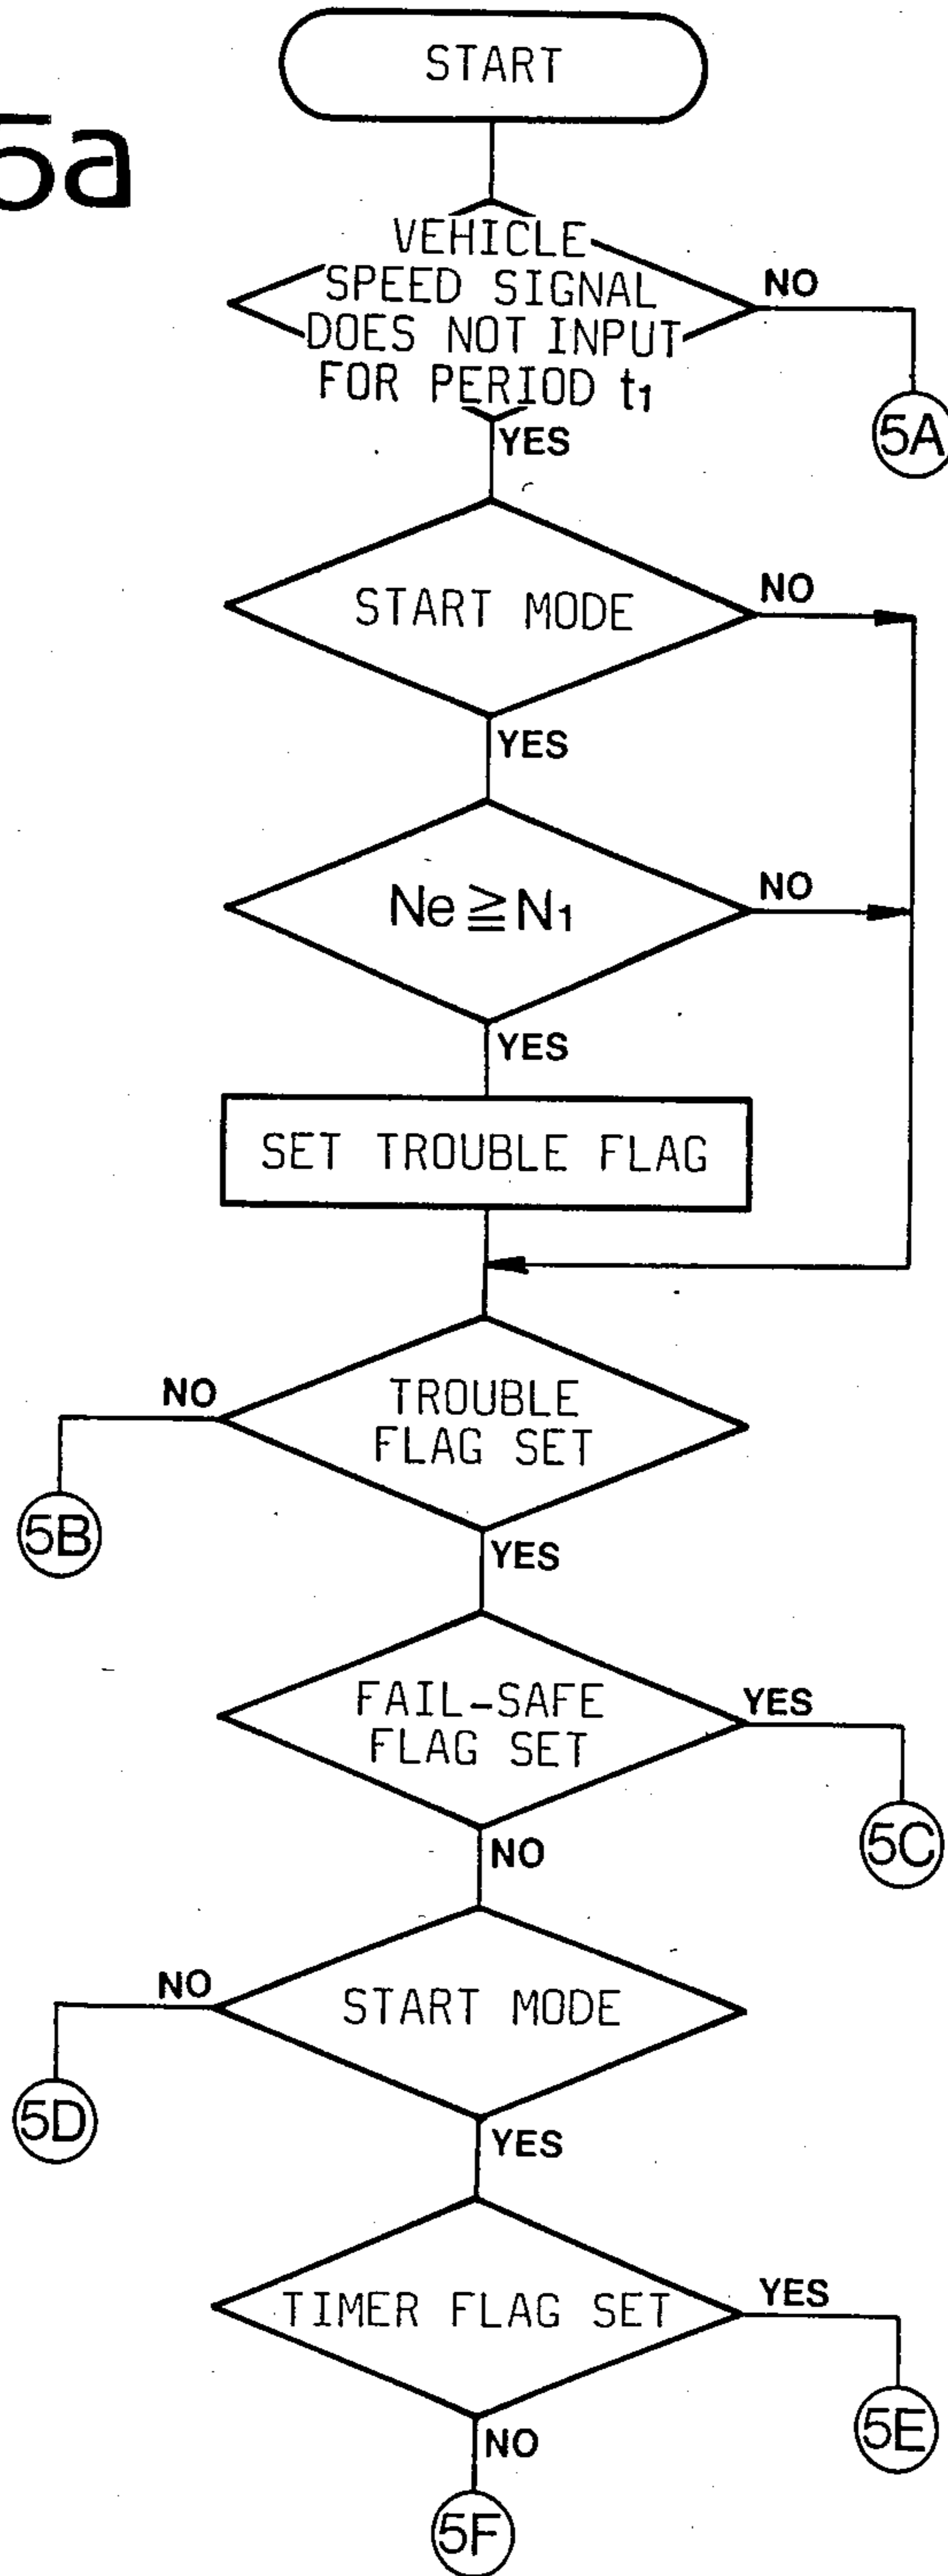 5a
START
VEHICLE
SPEED SIGNAL
DOES NOT INPUT
FOR PERIOD t₁
NO
5A
YES
START MODE
NO
YES
Ne ≧ N₁
NO
YES
SET TROUBLE FLAG
NO
TROUBLE
FLAG SET
5B
YES
FAIL-SAFE
FLAG SET
YES
5C
NO
NO
START MODE
5D
YES
TIMER FLAG SET
YES
5E
NO
5F